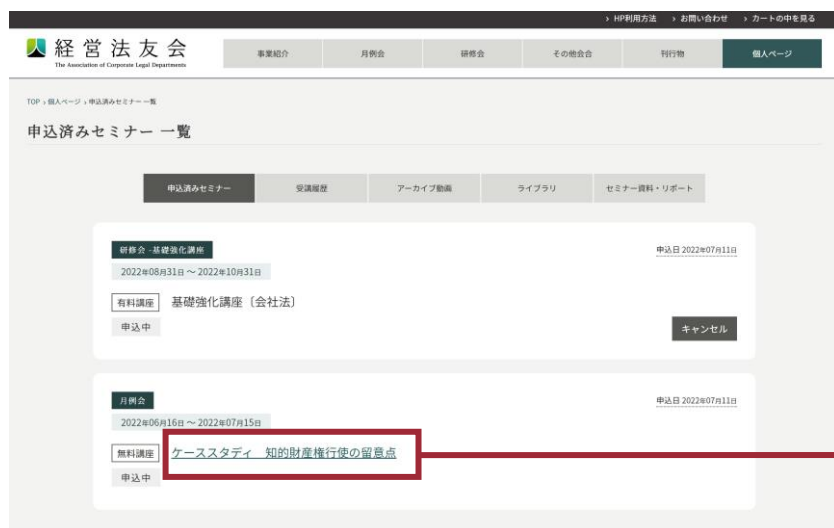 › HP利用方法 › お問い合わせ › カートの中を見る
経営法友会
The Association of Corporate Legal Departments
事業紹介 月例会 研修会 その他会合 刊行物 個人ページ
TOP › 個人ページ › 申込済みセミナー一覧
申込済みセミナー 一覧
申込済みセミナー 受講履歴 アーカイブ動画 ライブラリ セミナー資料・リポート
研修会 -基礎強化講座 申込日 2022年07月11日
2022年08月31日 ～ 2022年10月31日
有料講座 基礎強化講座〔会社法〕
申込中 キャンセル
月例会 申込日 2022年07月11日
2022年06月16日 ～ 2022年07月15日
無料講座 ケーススタディ 知的財産権行使の留意点
申込中